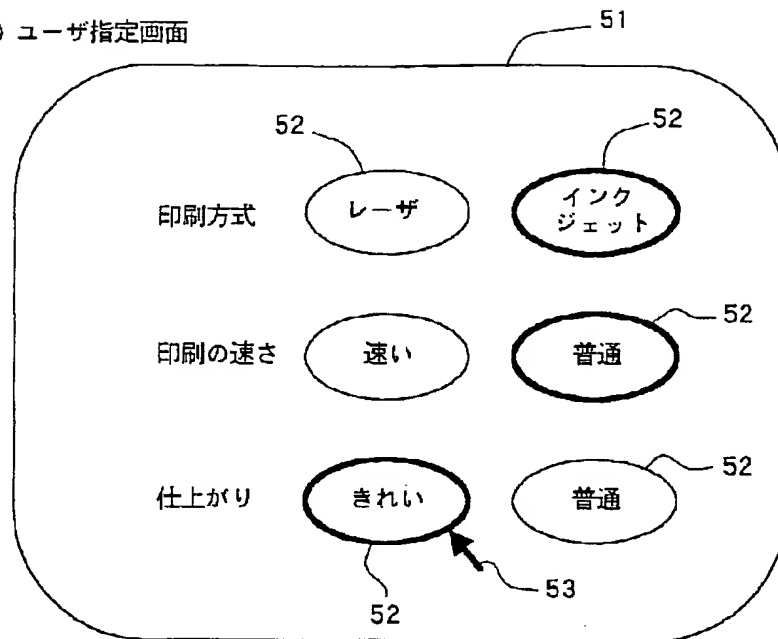 ) ユーザ指定画面
51
52
52
印刷方式
レーザ
インク
ジェット
52
印刷の速さ
速い
普通
52
仕上がり
きれい
普通
52
53